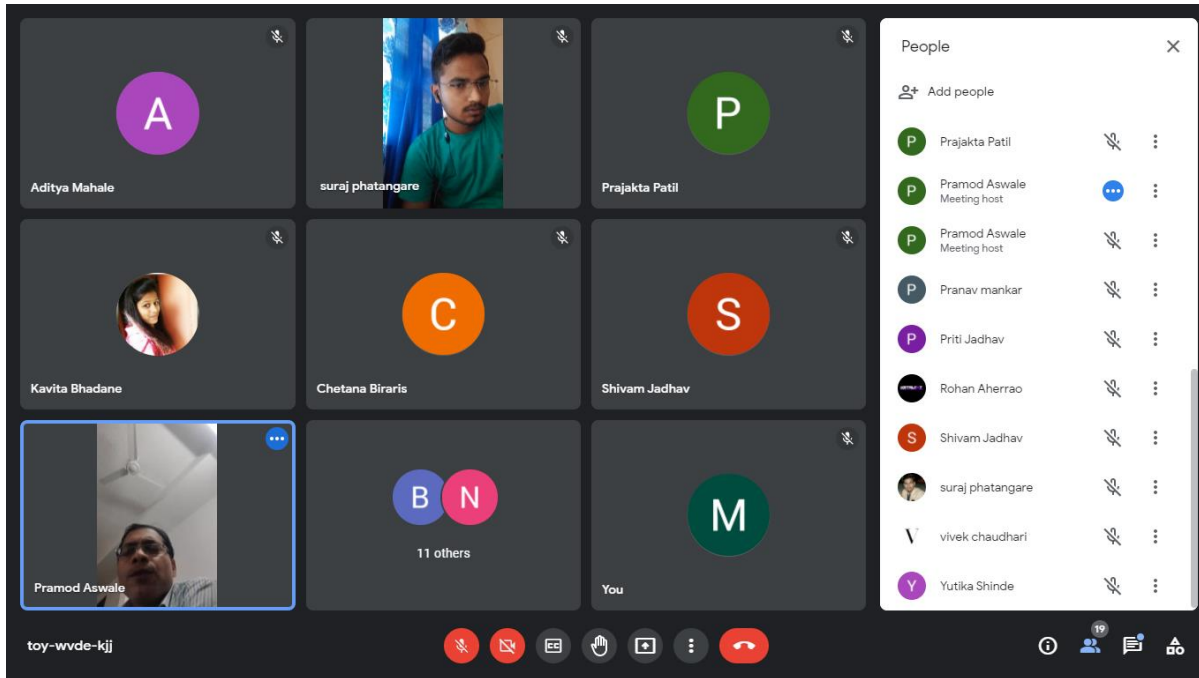 A
Aditya Mahale
suraj phatangare
P
Prajakta Patil
Kavita Bhadane
C
Chetana Biraris
S
Shivam Jadhav
Pramod Aswale
B N
11 others
M
You
People
Add people
P Prajakta Patil
P Pramod Aswale
Meeting host
P Pramod Aswale
Meeting host
P Pranav mankar
P Priti Jadhav
Rohan Aherrao
S Shivam Jadhav
suraj phatangare
V vivek chaudhari
Y Yutika Shinde
toy-wvde-kjj
CC
19